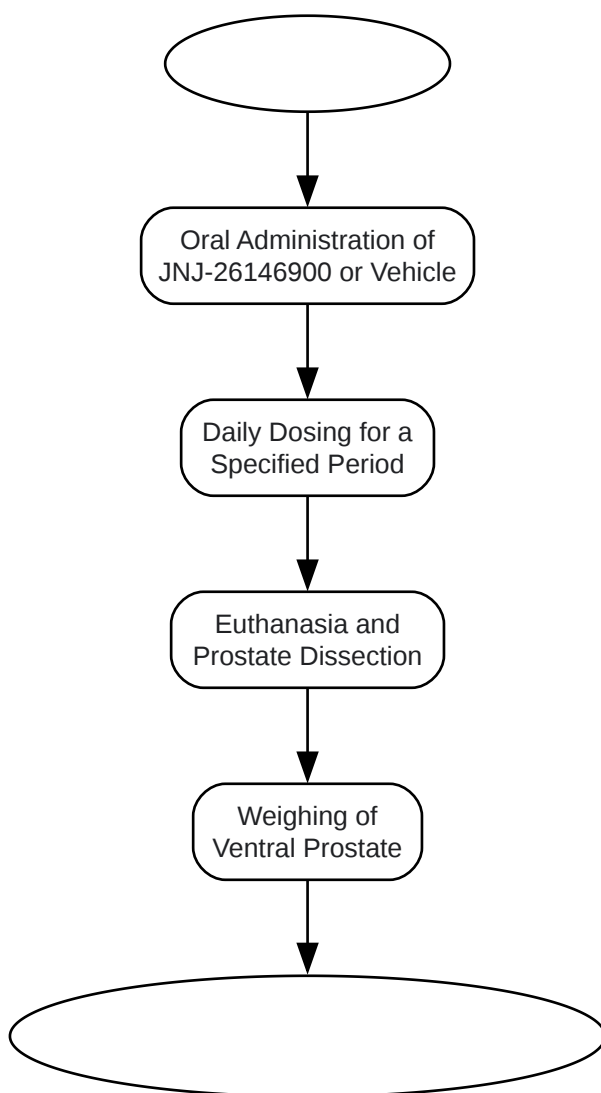 Oral Administration of
JNJ-26146900 or Vehicle
Daily Dosing for a
Specified Period
Euthanasia and
Prostate Dissection
Weighing of
Ventral Prostate